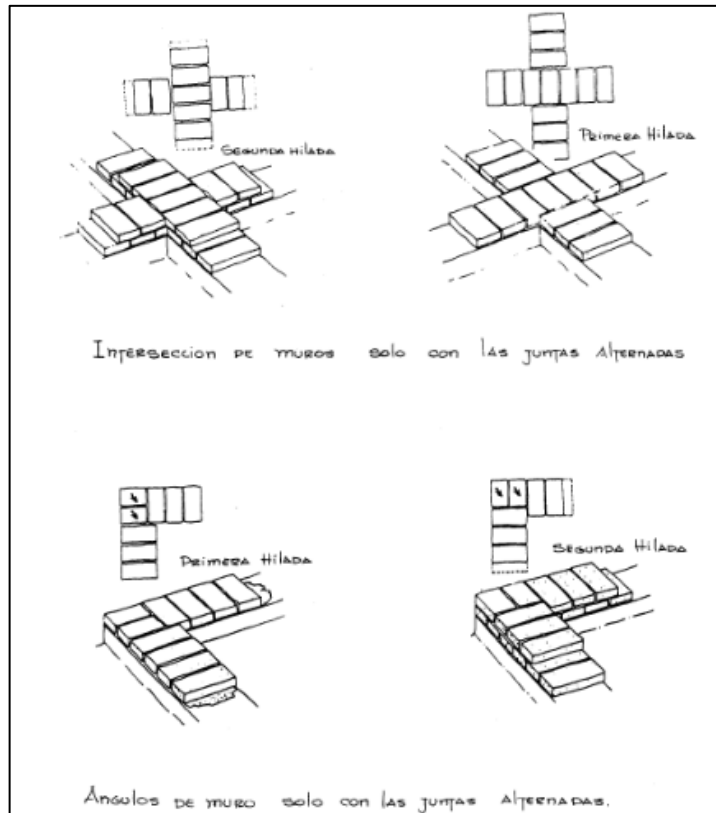 SEGUNDA HILADA
PRIMERA HILADA
INTERSECCION DE MUROS SOLO CON LAS JUNTAS ALTERNADAS
PRIMERA HILADA
SEGUNDA HILADA
ANGULOS DE MURO SOLO CON LAS JUNTAS ALTERNADAS.